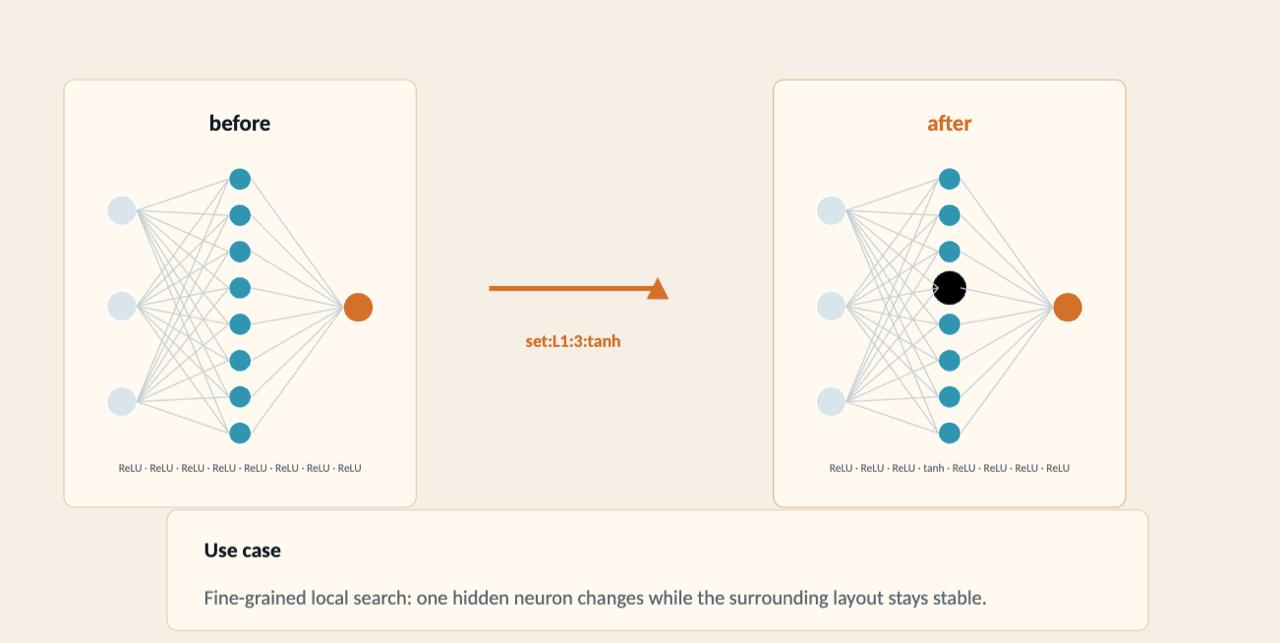 before
after
set:L1:3:tanh
ReLU · ReLU · ReLU · ReLU · ReLU · ReLU · ReLU · ReLU
ReLU · ReLU · ReLU · tanh · ReLU · ReLU · ReLU · ReLU
Use case
Fine-grained local search: one hidden neuron changes while the surrounding layout stays stable.